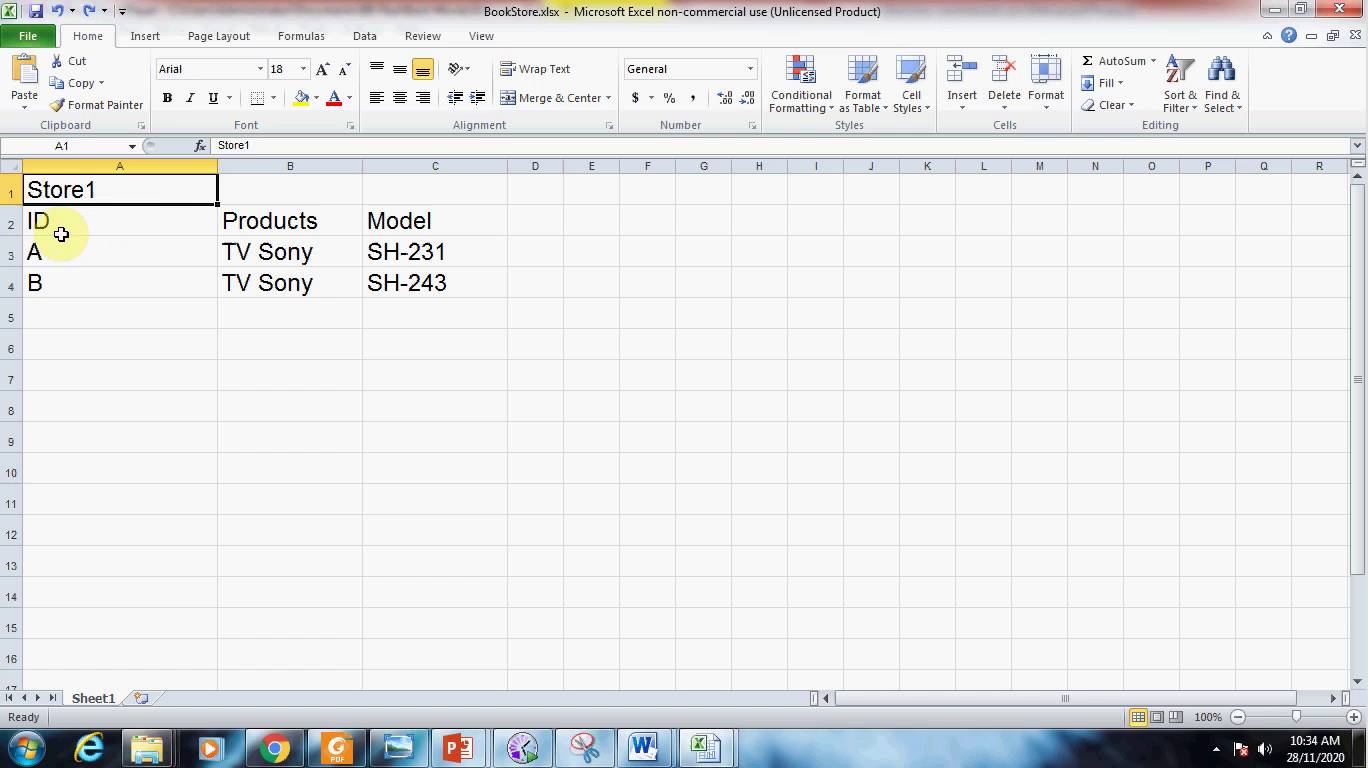 BookStore.xlsx - Microsoft Excel non-commercial use (Unlicensed Product)
File Home Insert Page Layout Formulas Data Review View
Paste Cut Copy Format Painter
Arial 18 General
B I U
Wrap Text
Merge & Center
$ % ,
Conditional Formatting Format as Table Cell Styles
Insert Delete Format
Σ AutoSum Fill Clear
Sort & Filter Find & Select
Clipboard Font Alignment Number Styles Cells Editing
A1 fx Store1
A B C D E F G H I J K L M N O P Q R
1 Store1
2 ID Products Model
3 A TV Sony SH-231
4 B TV Sony SH-243
5
6
7
8
9
10
11
12
13
14
15
16
17
Sheet1
Ready 100%
10:34 AM
28/11/2020